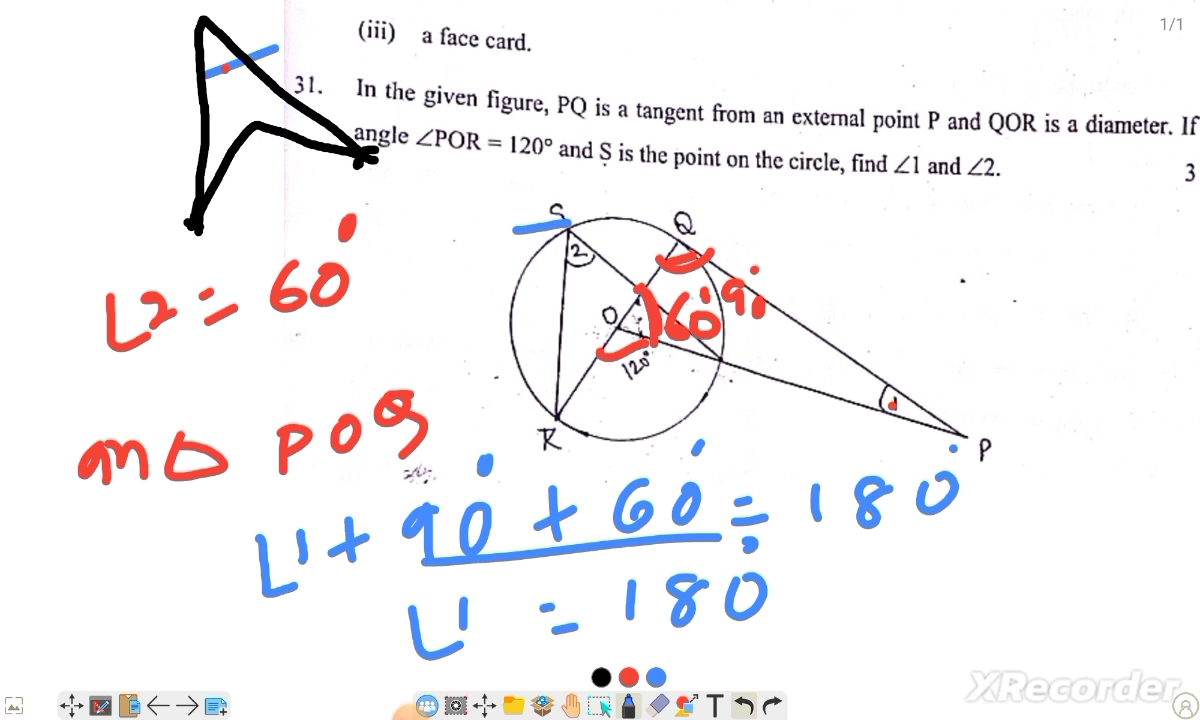 1/1
(iii) a face card.
31. In the given figure, PQ is a tangent from an external point P and QOR is a diameter. If
angle ∠POR = 120° and S is the point on the circle, find ∠1 and ∠2.
3
S
Q
2
90°
60°
O
120°
1
R
P
∠2 = 60°
In Δ POQ
∠1 + 90° + 60° = 180°
∠1 = 180°
XRecorder
T